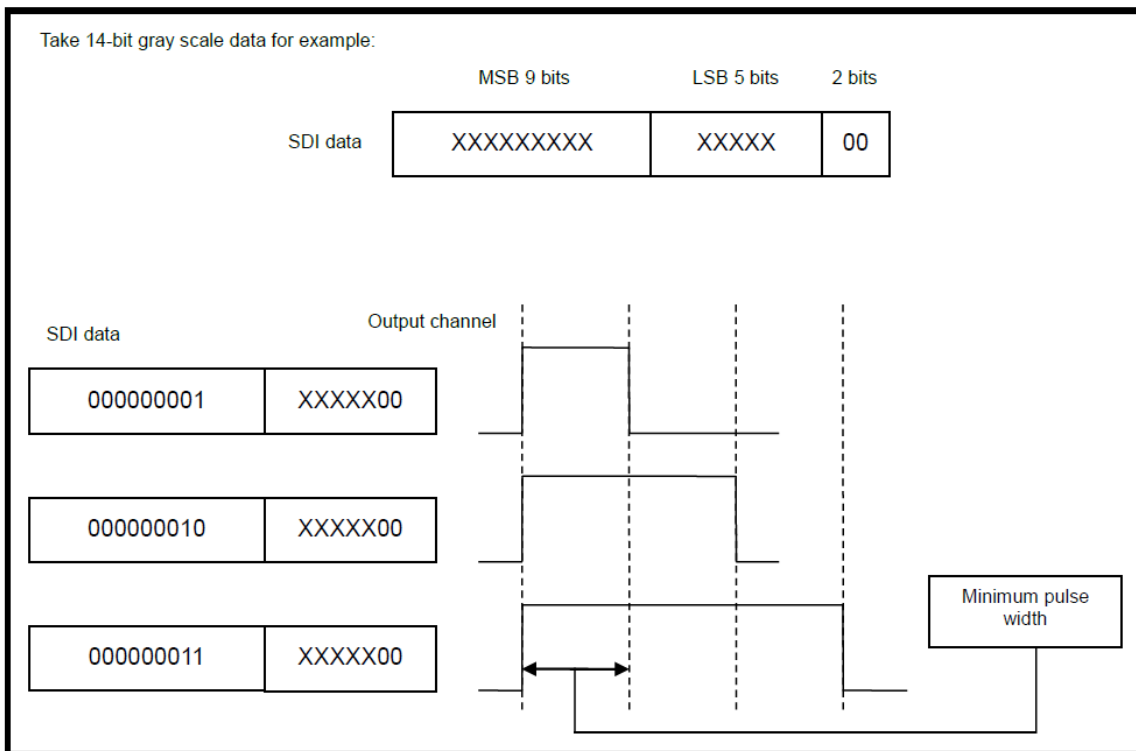 Take 14-bit gray scale data for example:
MSB 9 bits LSB 5 bits 2 bits
SDI data XXXXXXXXX XXXXX 00
SDI data Output channel
000000001 XXXXX00
000000010 XXXXX00
000000011 XXXXX00
Minimum pulse
width